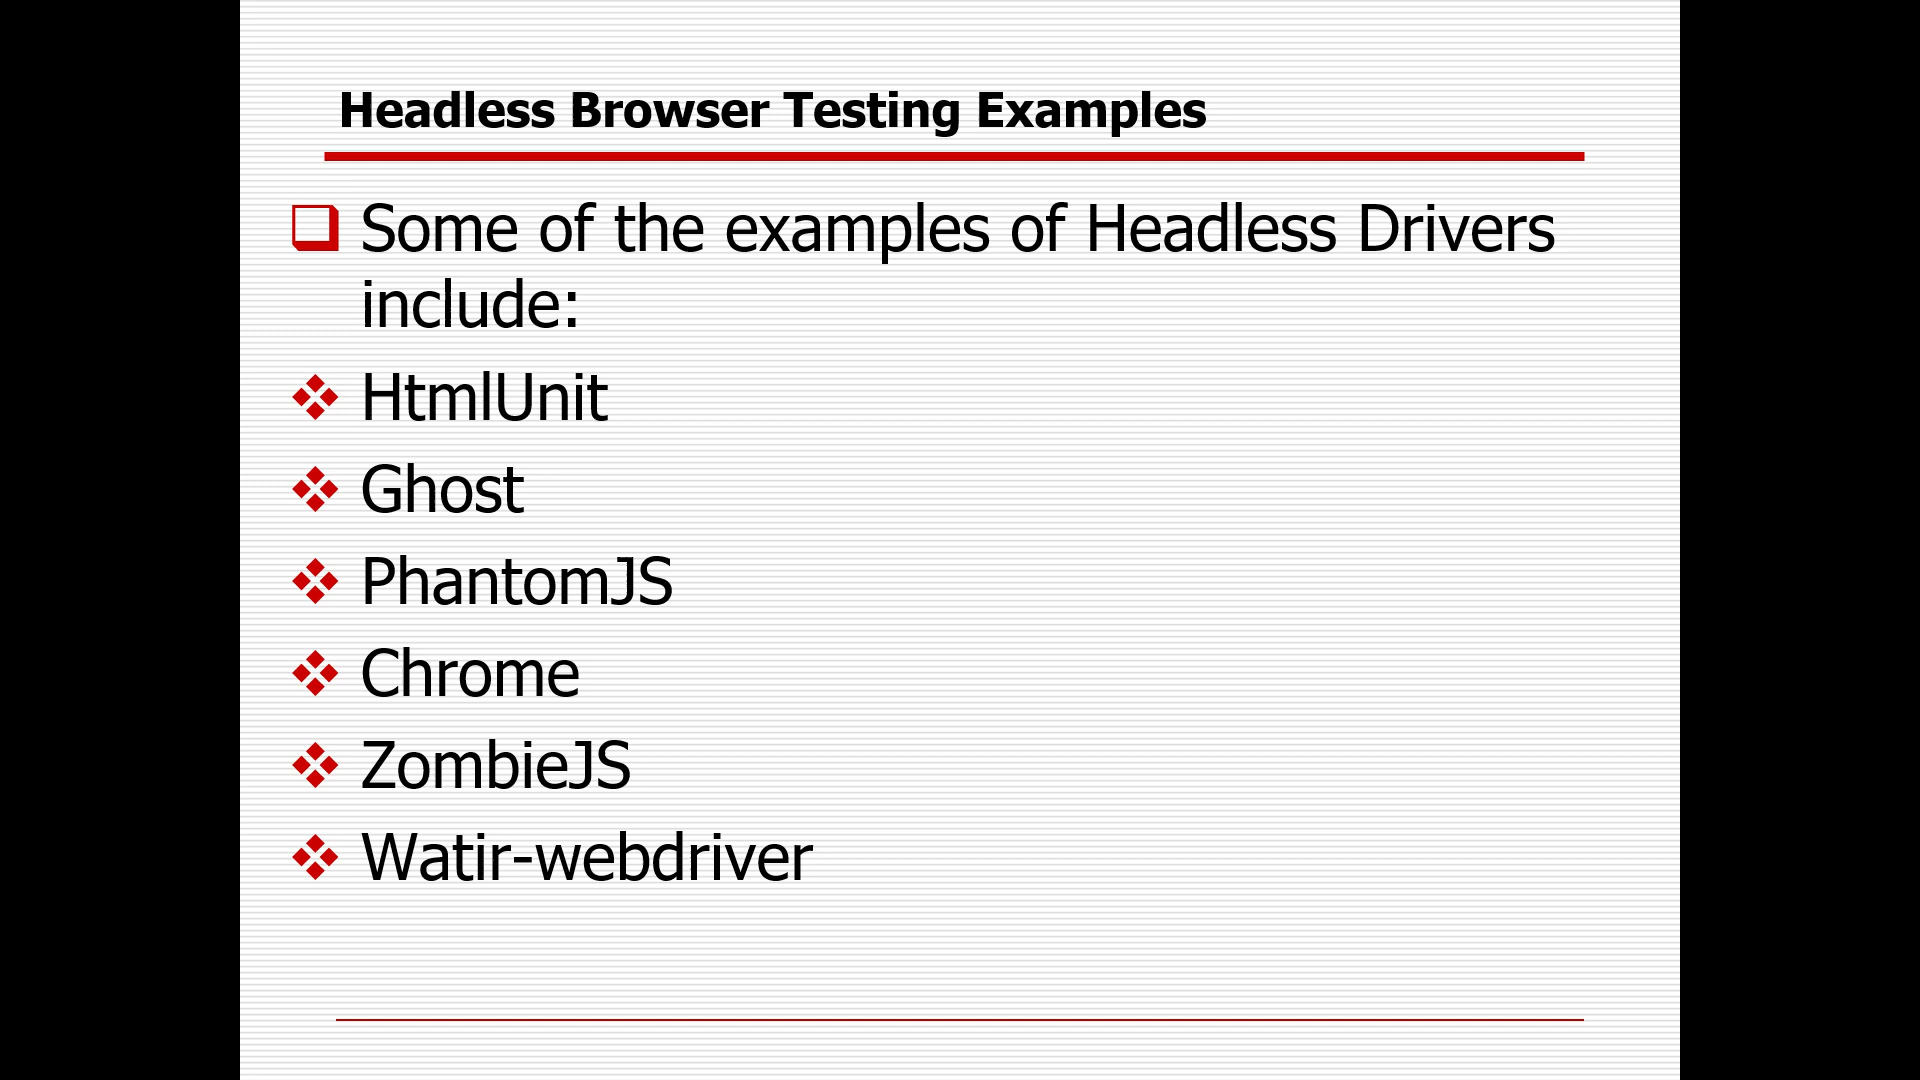 Headless Browser Testing Examples
Some of the examples of Headless Drivers
include:
HtmlUnit
Ghost
PhantomJS
Chrome
ZombieJS
Watir-webdriver